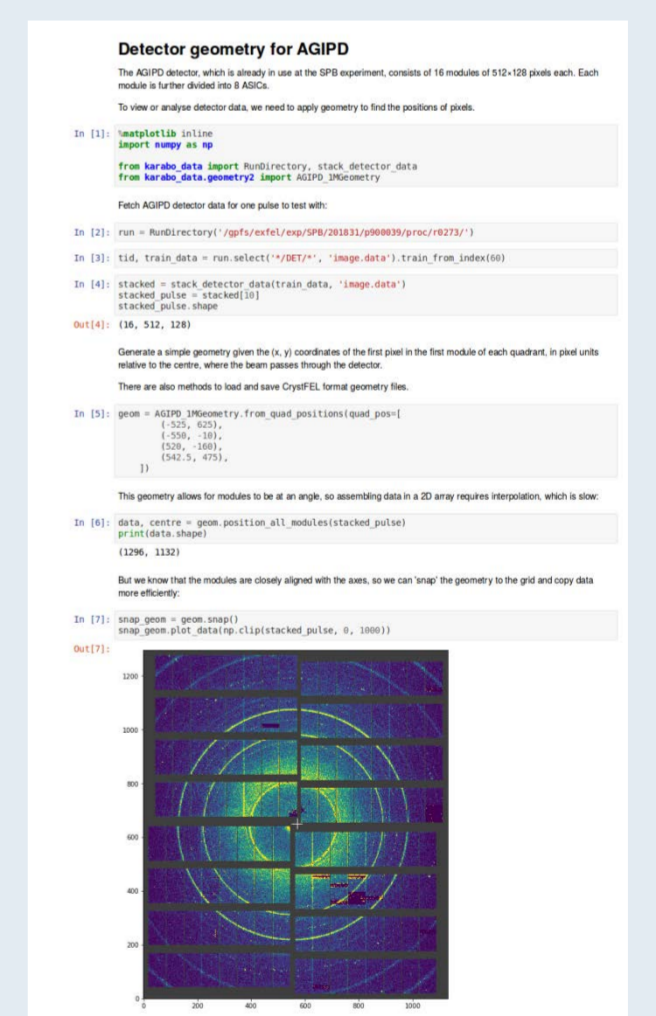 Detector geometry for AGIPD
The AGIPD detector, which is already in use at the SPB experiment, consists of 16 modules of 512×128 pixels each. Each
module is further divided into 8 ASICs.
To view or analyse detector data, we need to apply geometry to find the positions of pixels.
In [1]: %matplotlib inline
import numpy as np
from karabo_data import RunDirectory, stack_detector_data
from karabo_data.geometry2 import AGIPD_1MGeometry
Fetch AGIPD detector data for one pulse to test with:
In [2]: run = RunDirectory('/gpfs/exfel/exp/SPB/201831/p900039/proc/r0273/')
In [3]: tid, train_data = run.select('*/DET/*', 'image.data').train_from_index(60)
In [4]: stacked = stack_detector_data(train_data, 'image.data')
stacked_pulse = stacked[10]
stacked_pulse.shape
Out[4]: (16, 512, 128)
Generate a simple geometry given the (x, y) coordinates of the first pixel in the first module of each quadrant, in pixel units
relative to the centre, where the beam passes through the detector.
There are also methods to load and save CrystFEL format geometry files.
In [5]: geom = AGIPD_1MGeometry.from_quad_positions(quad_pos=[
(-525, 625),
(-550, -10),
(520, -160),
(542.5, 475),
])
This geometry allows for modules to be at an angle, so assembling data in a 2D array requires interpolation, which is slow:
In [6]: data, centre = geom.position_all_modules(stacked_pulse)
print(data.shape)
(1296, 1132)
But we know that the modules are closely aligned with the axes, so we can 'snap' the geometry to the grid and copy data
more efficiently:
In [7]: snap_geom = geom.snap()
snap_geom.plot_data(np.clip(stacked_pulse, 0, 1000))
Out[7]:
1200
1000
800
600
400
200
0
0 200 400 600 800 1000